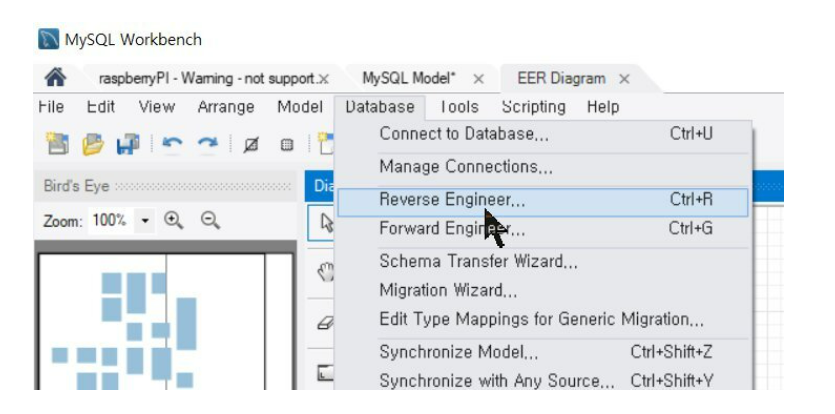 MySQL Workbench
raspberryPI - Warning - not support.× MySQL Model* × EER Diagram ×
File Edit View Arrange Model Database Tools Scripting Help
Connect to Database... Ctrl+U
Manage Connections...
Bird's Eye Dia
Reverse Engineer... Ctrl+R
Zoom: 100%
Forward Engineer... Ctrl+G
Schema Transfer Wizard...
Migration Wizard...
Edit Type Mappings for Generic Migration...
Synchronize Model... Ctrl+Shift+Z
Synchronize with Any Source... Ctrl+Shift+Y